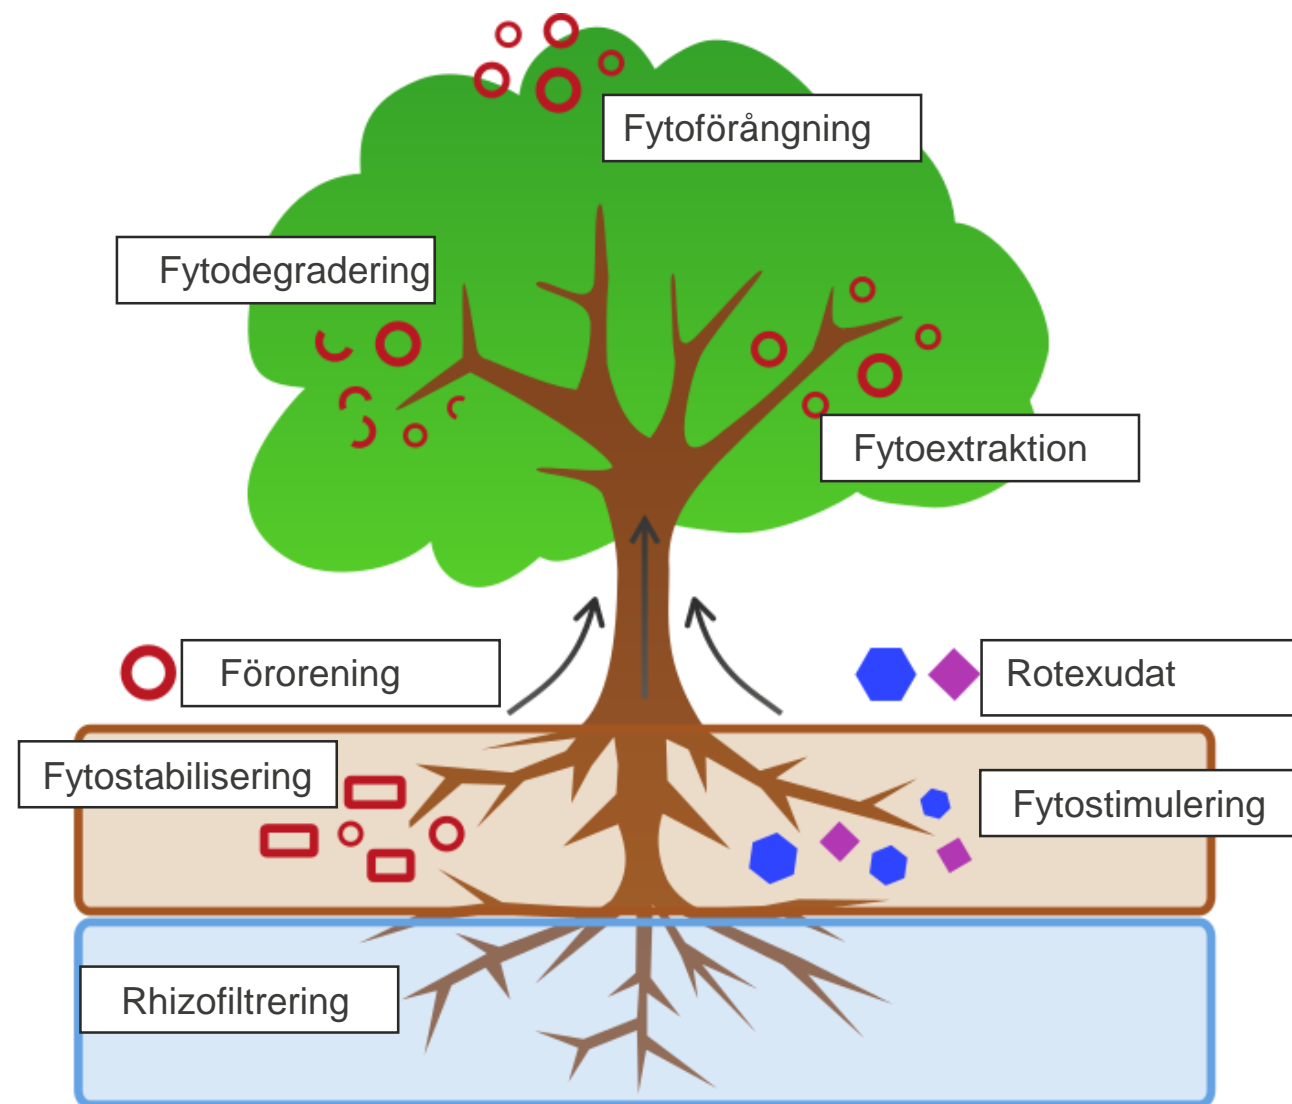 Fytoförångning
Fytodegradering
Fytoextraktion
Förorening
Rotexudat
Fytostabilisering
Fytostimulering
Rhizofiltrering